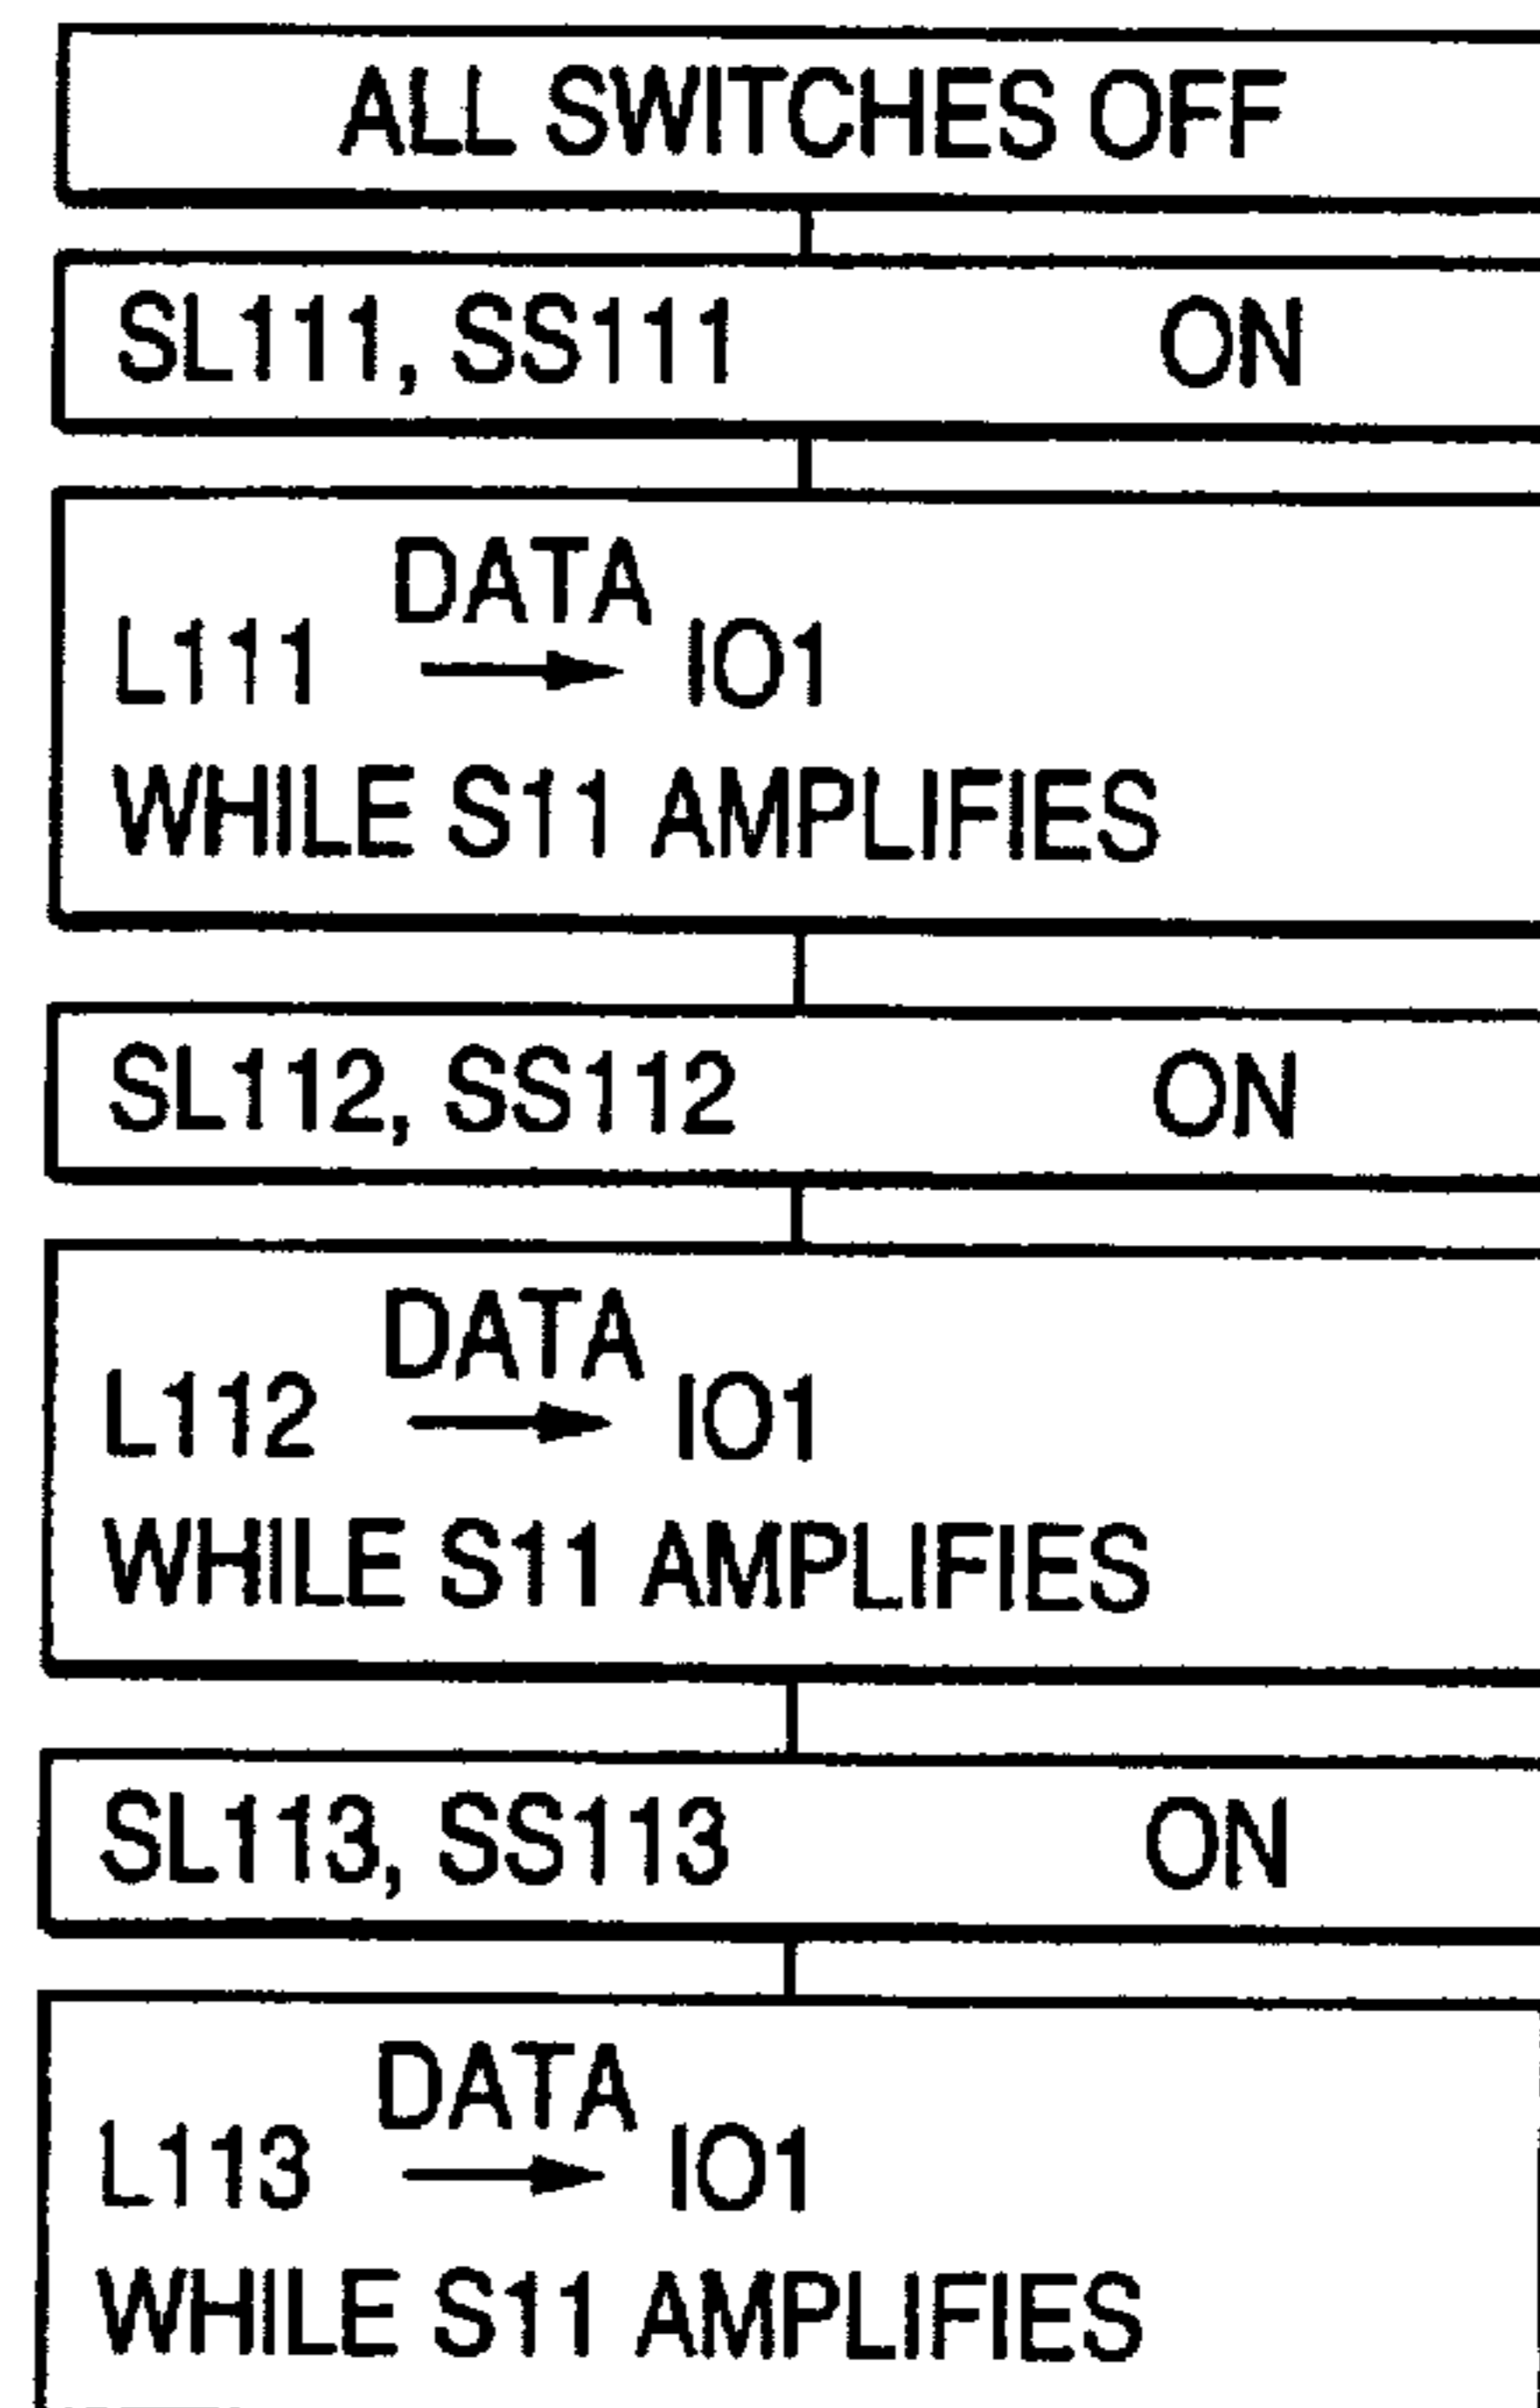 ALL SWITCHES OFF
SL111, SS111 ON
DATA
L111 → IO1
WHILE S11 AMPLIFIES
SL112, SS112 ON
DATA
L112 → IO1
WHILE S11 AMPLIFIES
SL113, SS113 ON
DATA
L113 → IO1
WHILE S11 AMPLIFIES